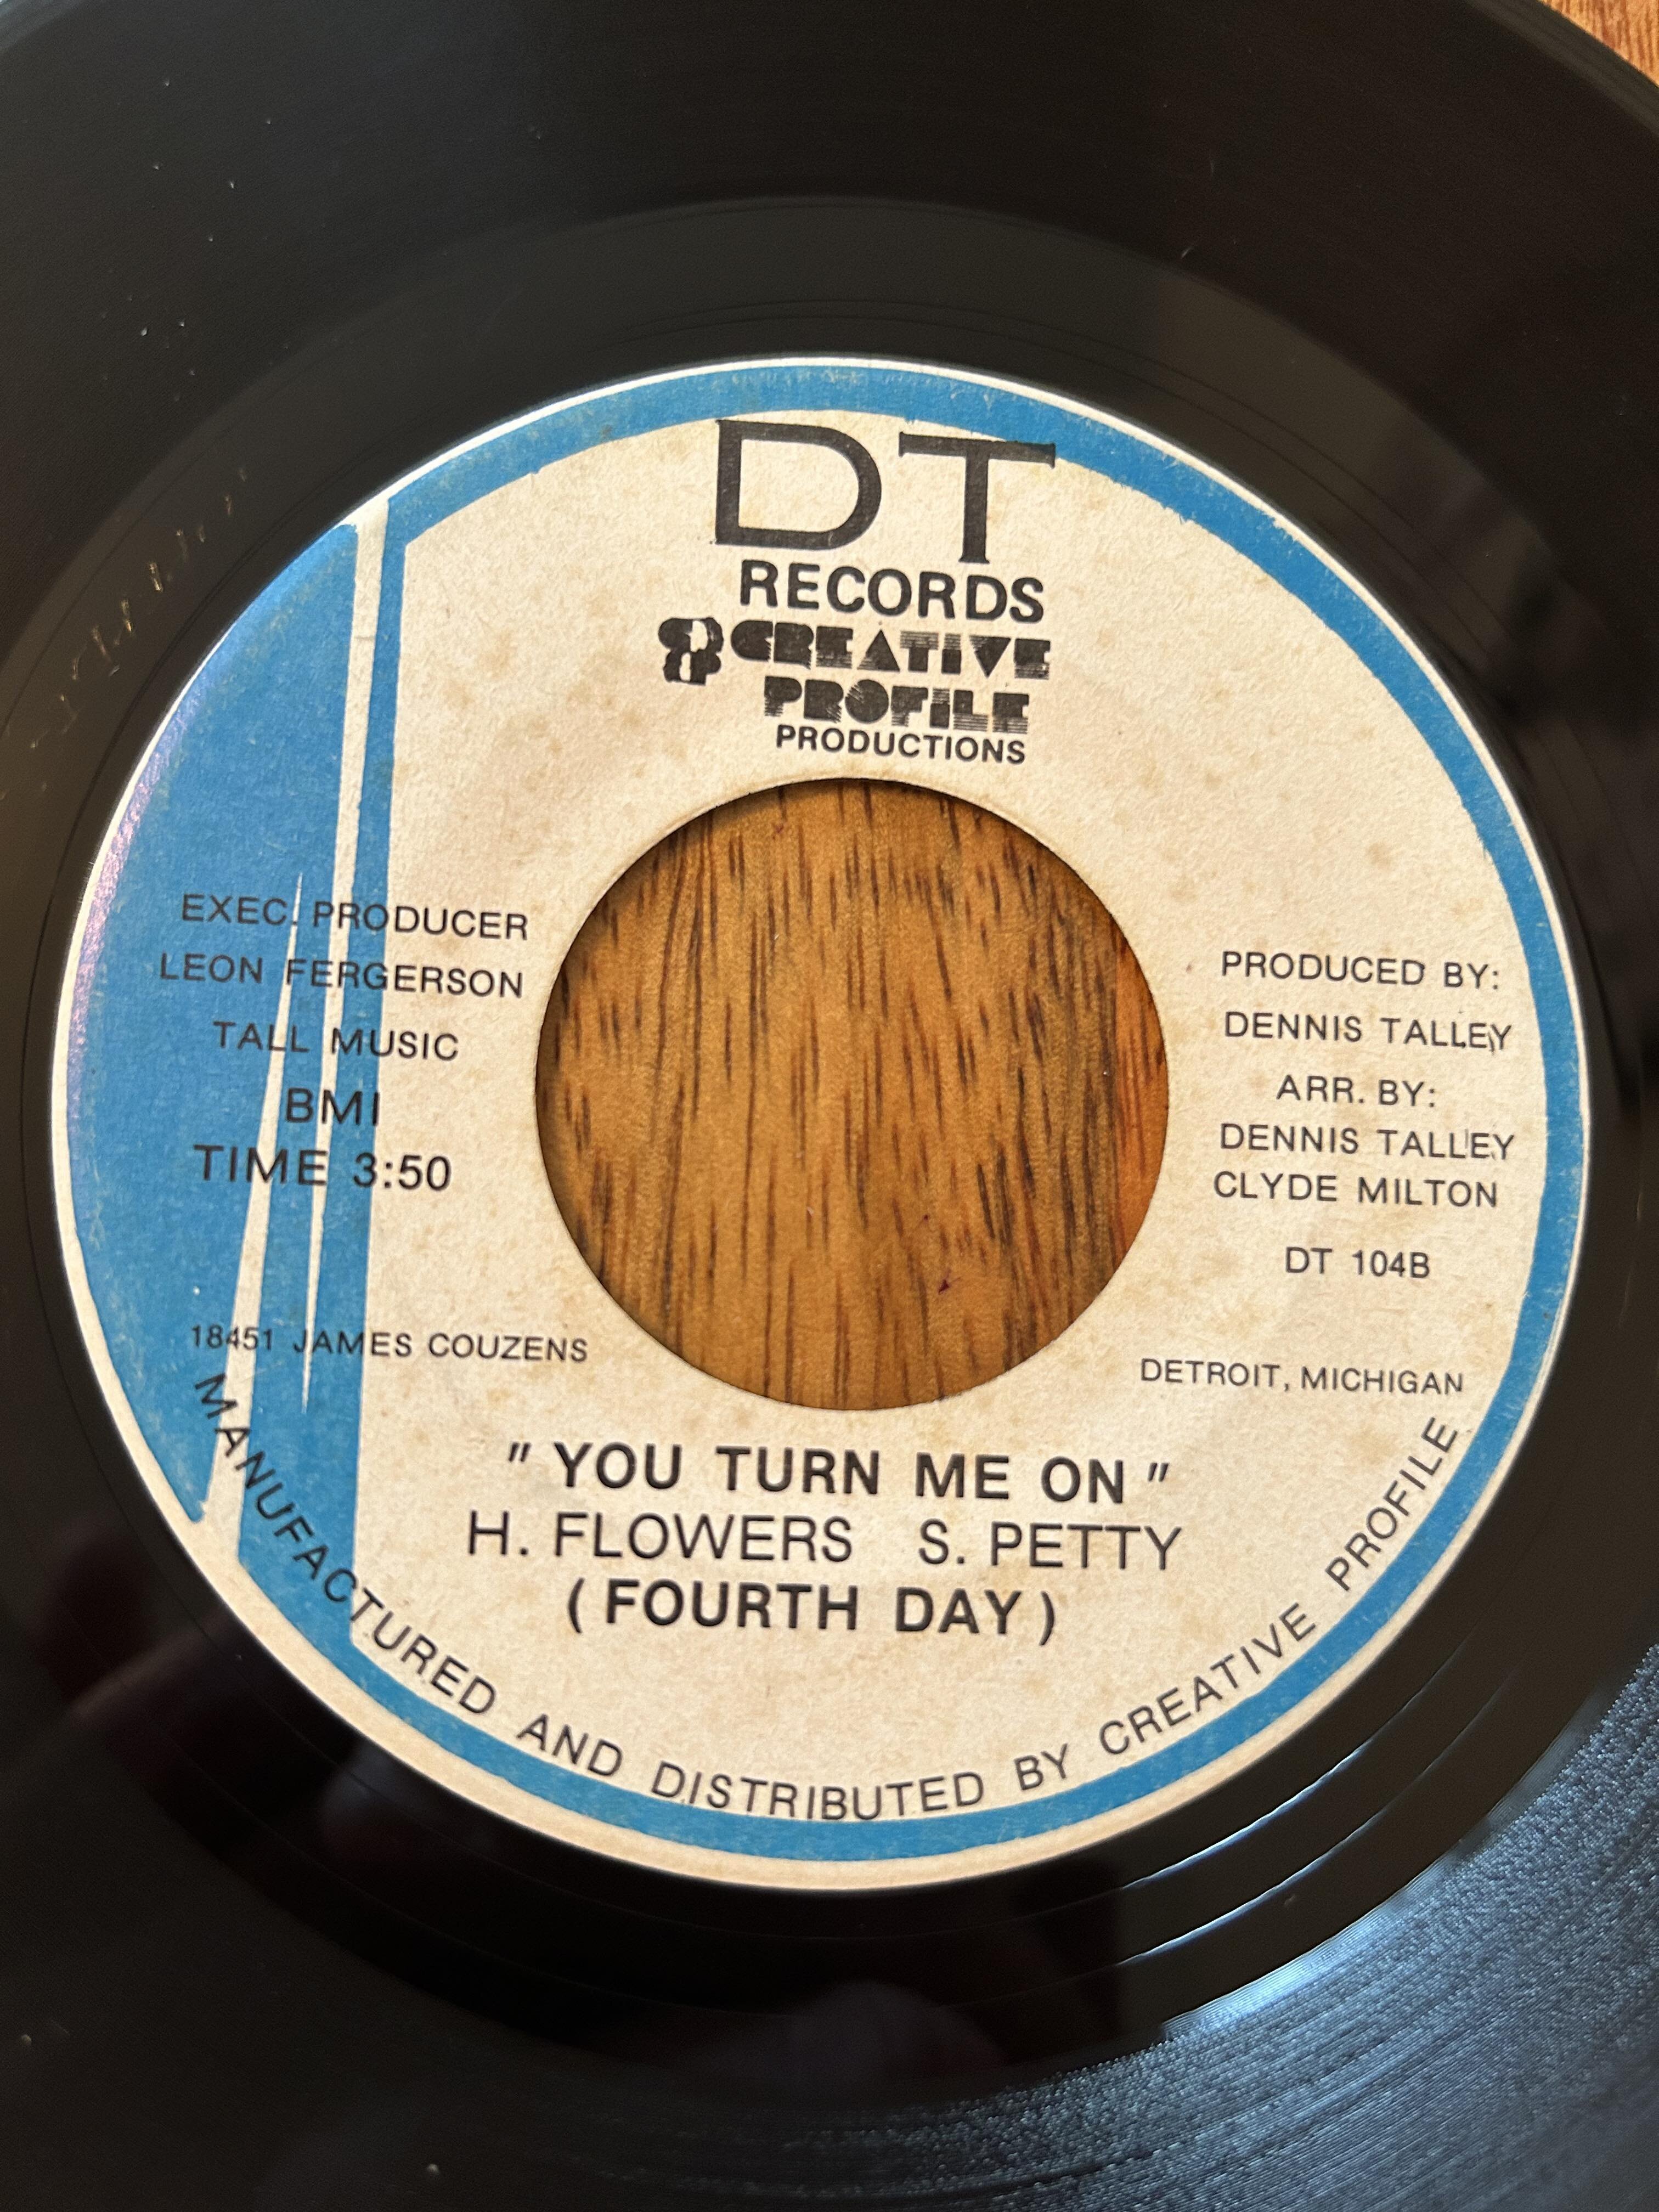 DT
RECORDS
CREATIVE
PROFILE
PRODUCTIONS
EXEC. PRODUCER
LEON FERGERSON
TALL MUSIC
BMI
TIME 3:50
PRODUCED BY:
DENNIS TALLEY
ARR. BY:
DENNIS TALLEY
CLYDE MILTON
DT 104B
18451 JAMES COUZENS
DETROIT, MICHIGAN
" YOU TURN ME ON "
H. FLOWERS S. PETTY
( FOURTH DAY )
MANUFACTURED AND DISTRIBUTED BY CREATIVE PROFILE